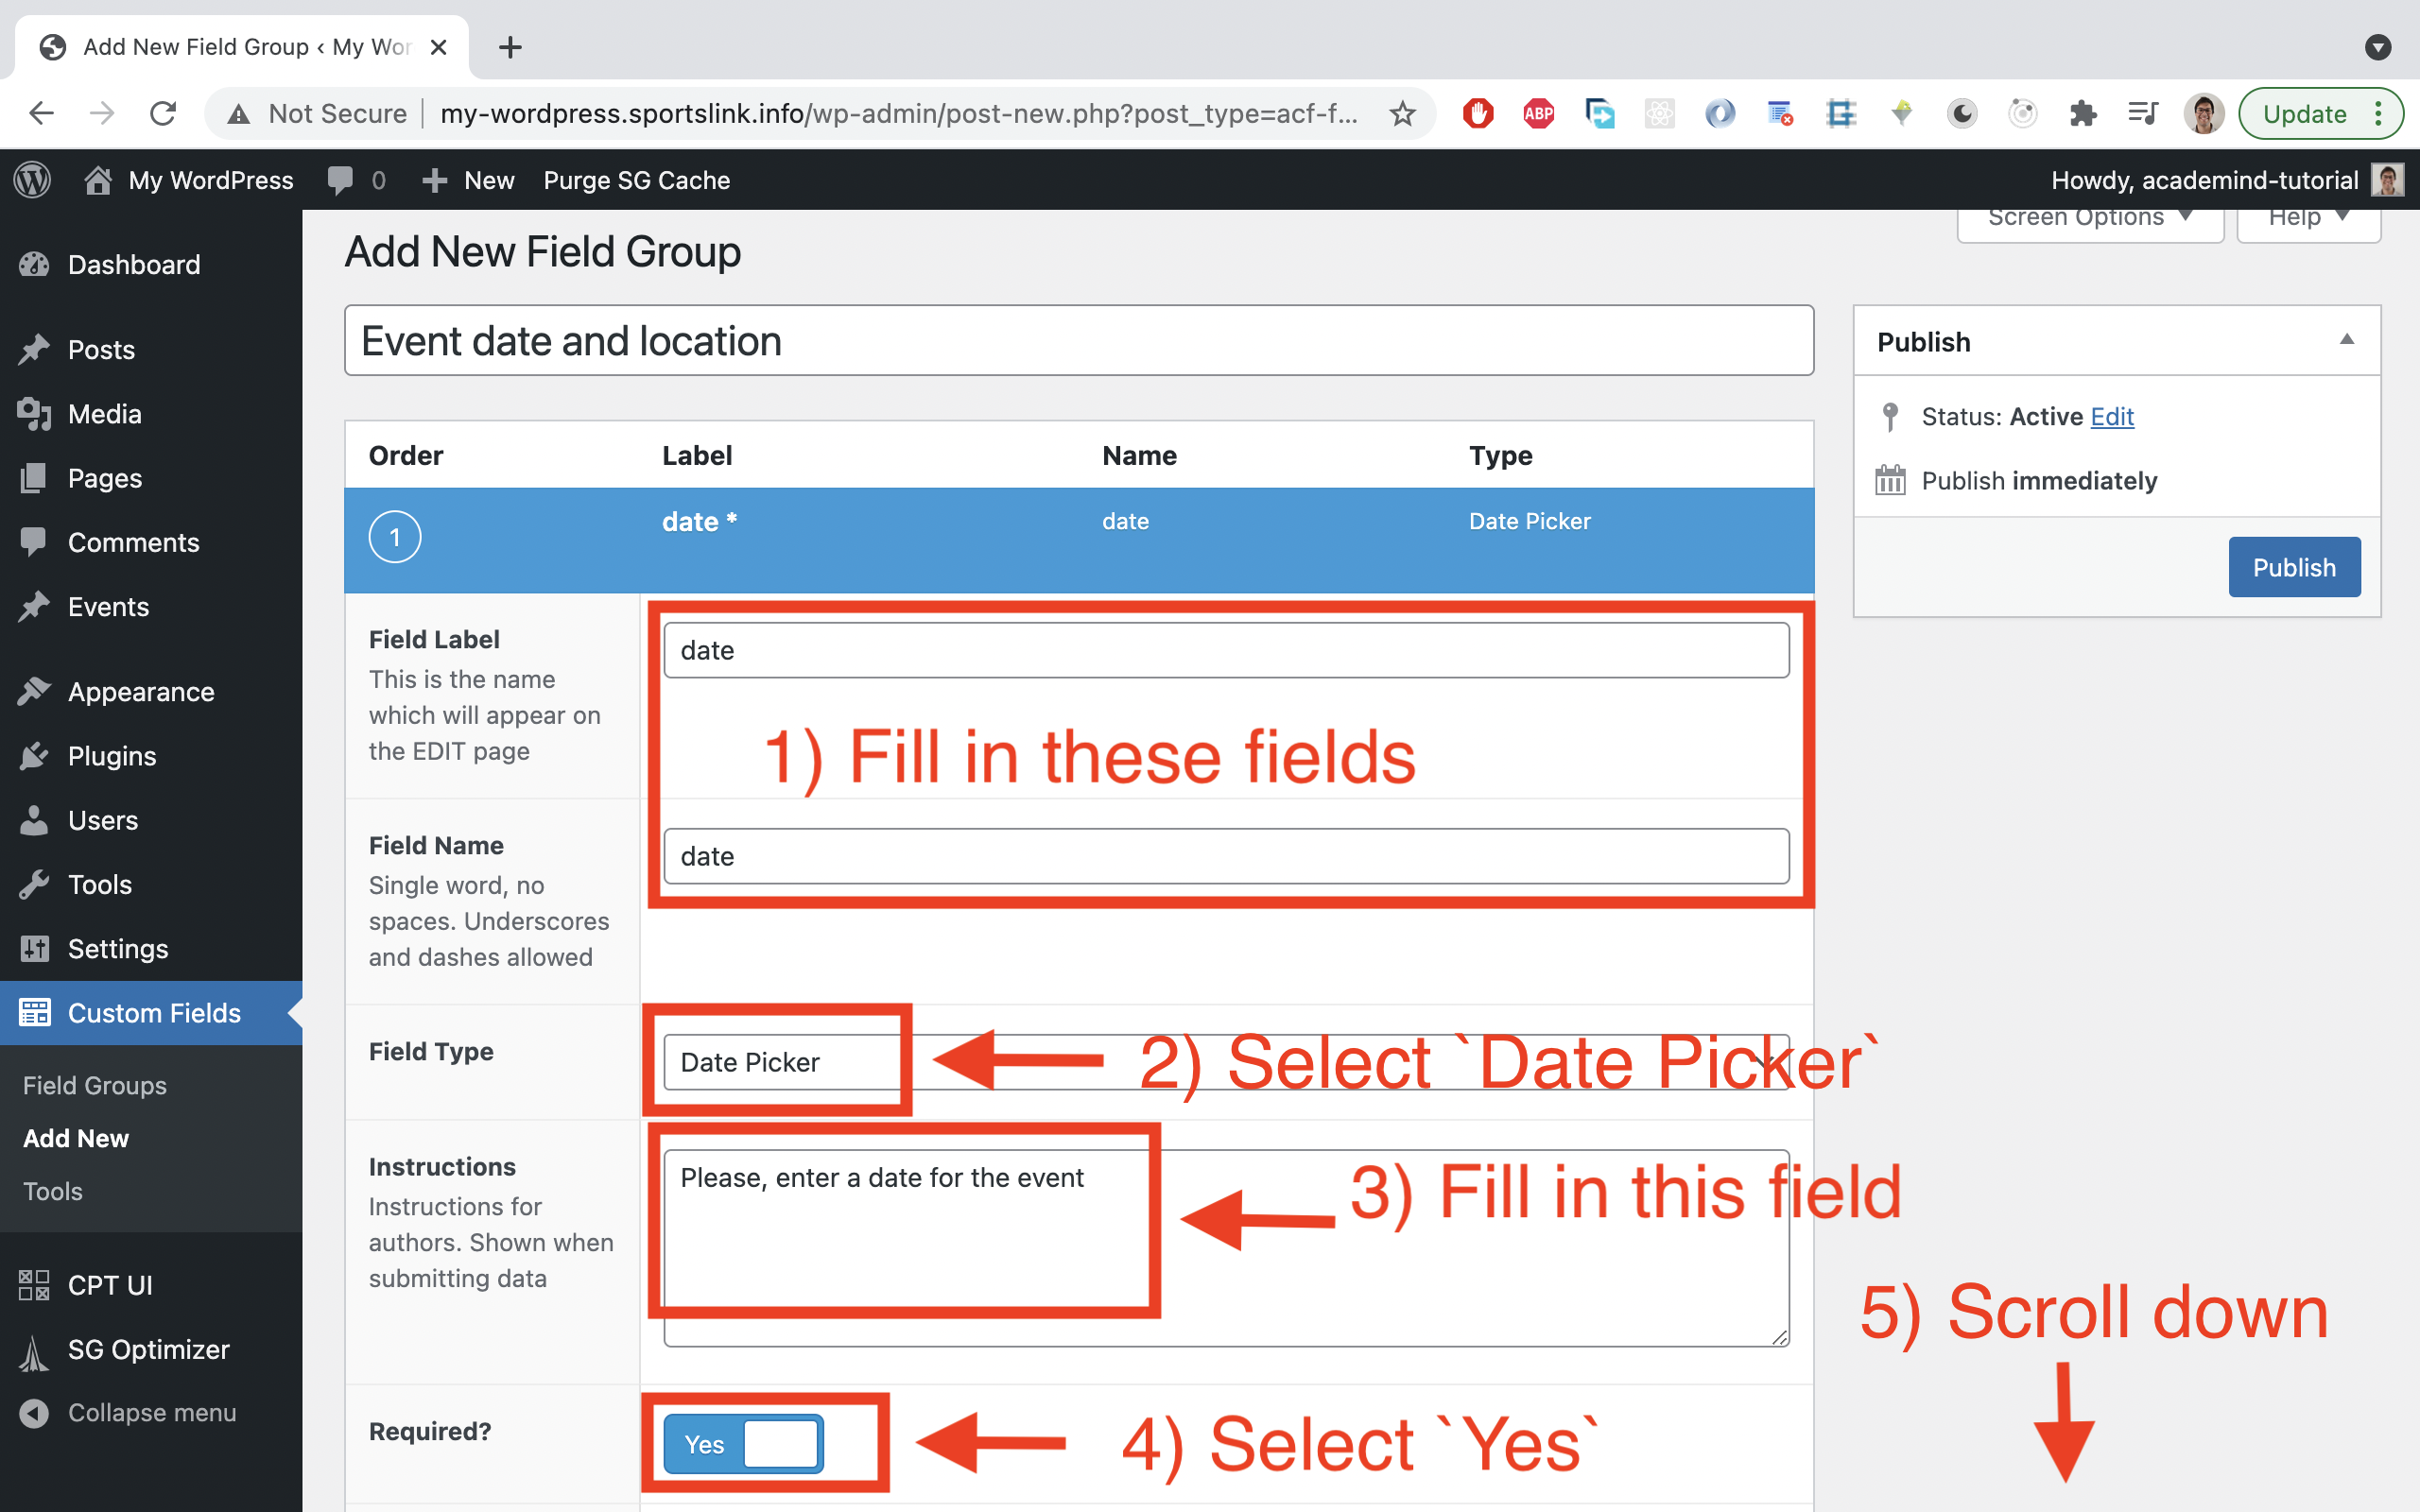 Add New Field Group ‹ My Wor
Not Secure
my-wordpress.sportslink.info/wp-admin/post-new.php?post_type=acf-f...
ABP
Update
My WordPress
0
New
Purge SG Cache
Howdy, academind-tutorial
Dashboard
Posts
Media
Pages
Comments
Events
Appearance
Plugins
Users
Tools
Settings
Custom Fields
Field Groups
Add New
Tools
CPT UI
SG Optimizer
Collapse menu
Screen Options
Help
Add New Field Group
Event date and location
Order
Label
Name
Type
1
date *
date
Date Picker
Field Label
This is the name
which will appear on
the EDIT page
date
1) Fill in these fields
Field Name
Single word, no
spaces. Underscores
and dashes allowed
date
Field Type
Date Picker
2) Select `Date Picker`
Instructions
Instructions for
authors. Shown when
submitting data
Please, enter a date for the event
3) Fill in this field
Required?
Yes
4) Select `Yes`
5) Scroll down
Publish
Status: Active Edit
Publish immediately
Publish